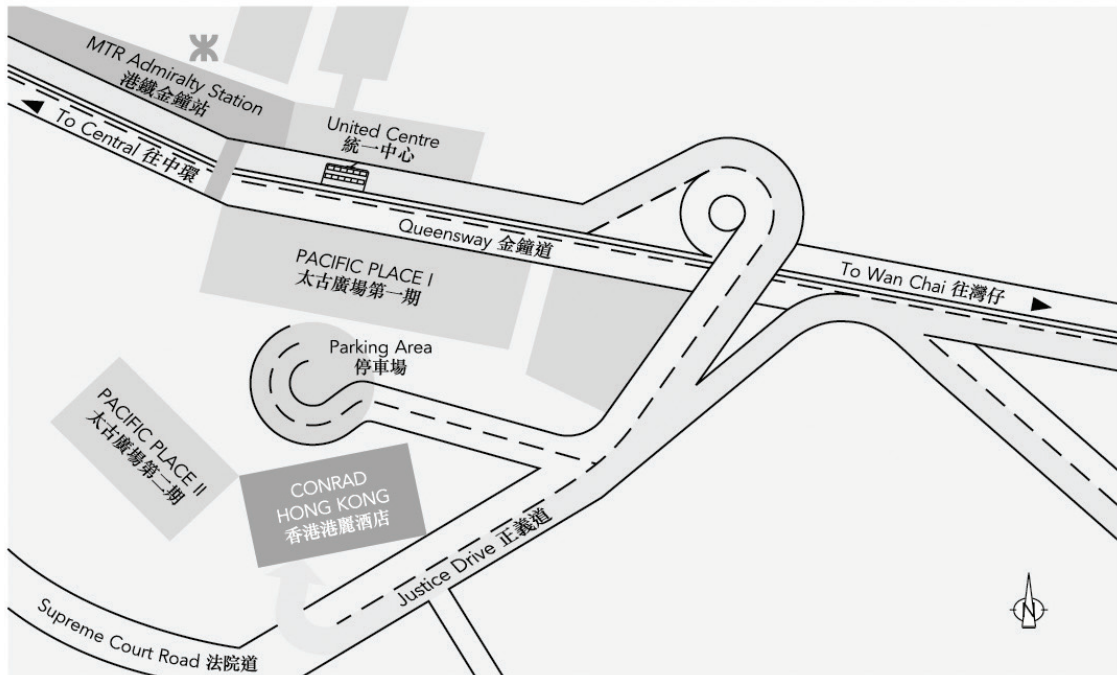 MTR Admiralty Station
港鐵金鐘站
United Centre
統一中心
To Central 往中環
Queensway 金鐘道
PACIFIC PLACE I
太古廣場第一期
To Wan Chai 往灣仔
Parking Area
停車場
PACIFIC PLACE II
太古廣場第二期
CONRAD
HONG KONG
香港港麗酒店
Justice Drive 正義道
Supreme Court Road 法院道
N